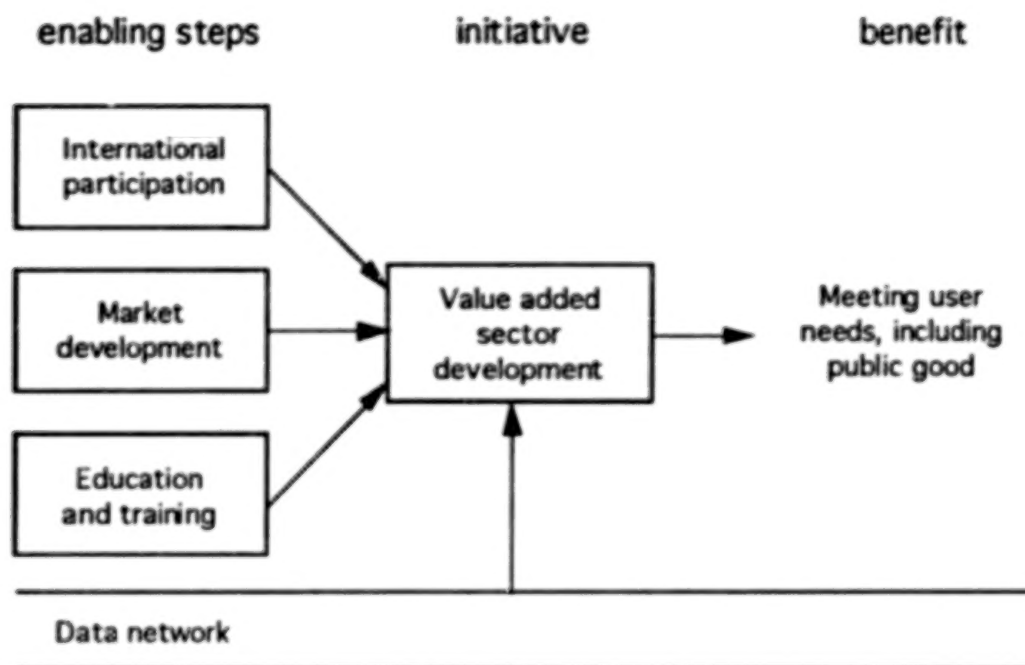 enabling steps
initiative
benefit
International
participation
Market
development
Education
and training
Value added
sector
development
Meeting user
needs, including
public good
Data network